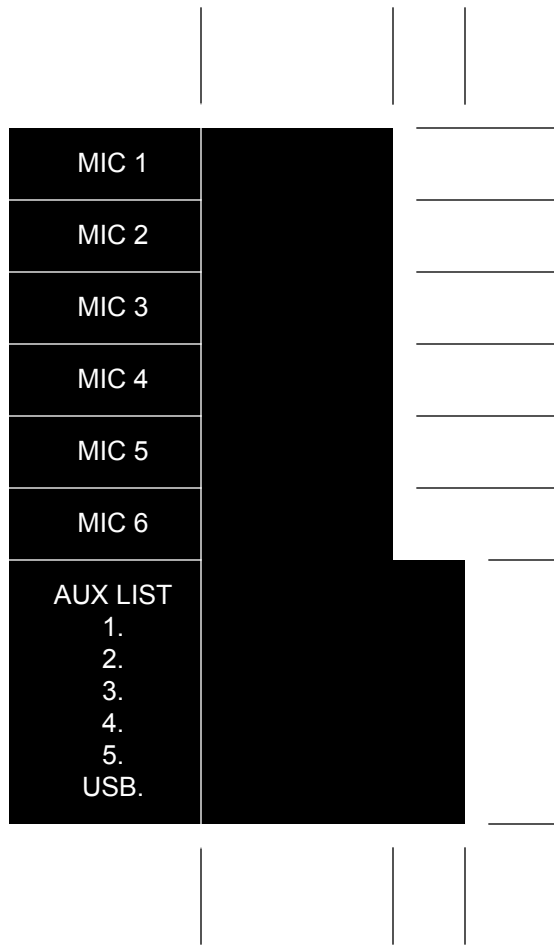 MIC 1
MIC 2
MIC 3
MIC 4
MIC 5
MIC 6
AUX LIST
1.
2.
3.
4.
5.
USB.